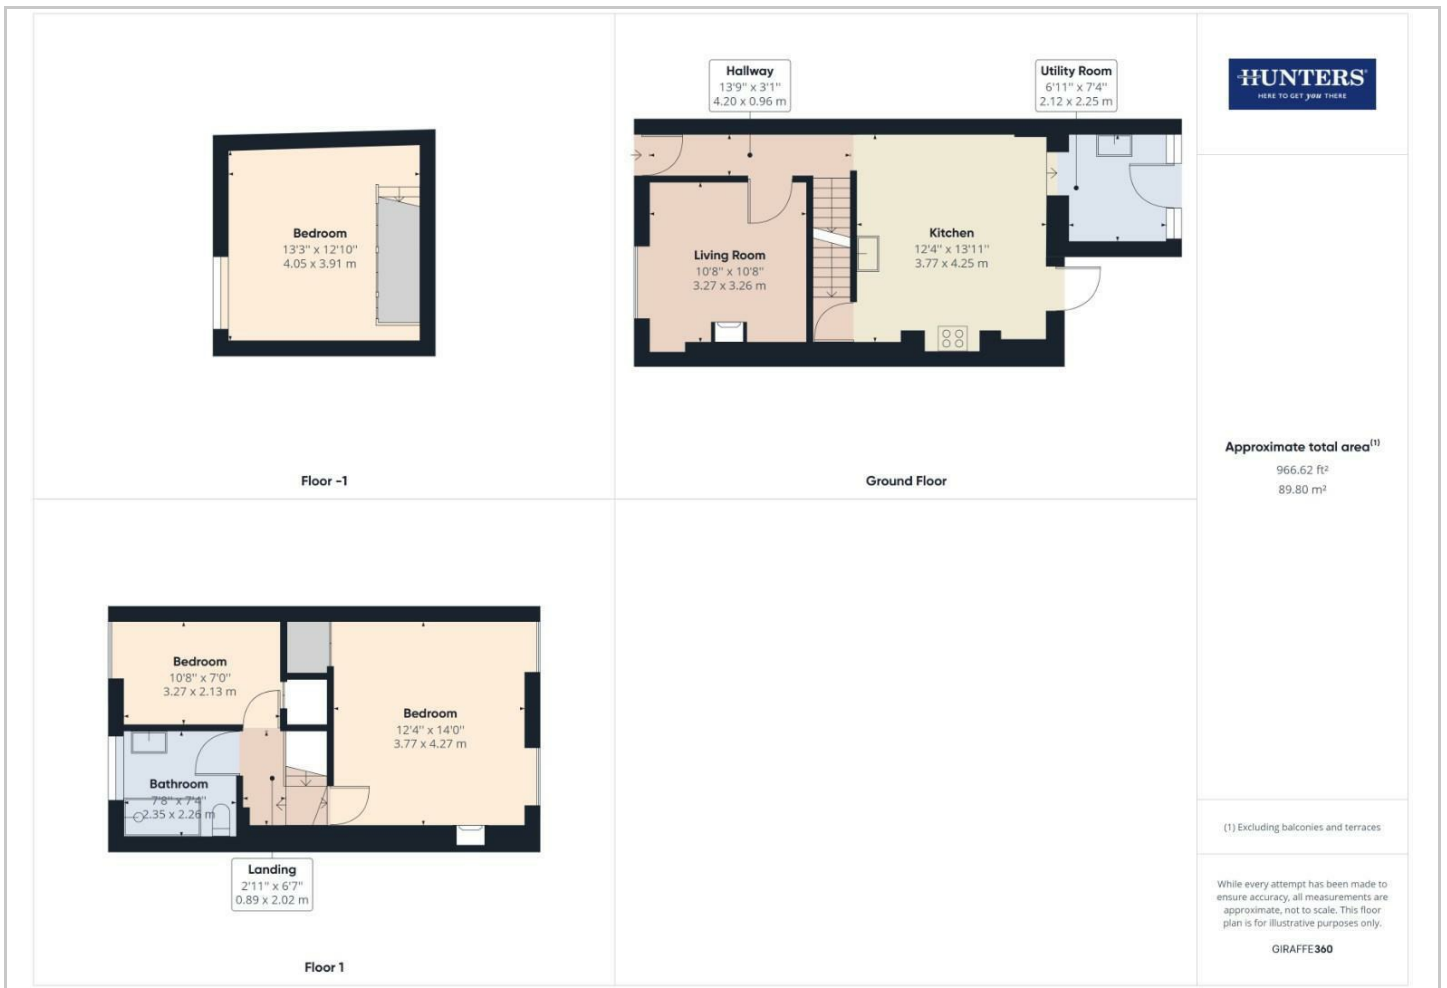 Hallway
13'9" x 3'1"
4.20 x 0.96 m
Utility Room
6'11" x 7'4"
2.12 x 2.25 m
HUNTERS
HERE TO GET you THERE
Bedroom
13'3" x 12'10"
4.05 x 3.91 m
Living Room
10'8" x 10'8"
3.27 x 3.26 m
Kitchen
12'4" x 13'11"
3.77 x 4.25 m
Floor -1
Ground Floor
Approximate total area(1)
966.62 ft²
89.80 m²
Bedroom
10'8" x 7'0"
3.27 x 2.13 m
Bedroom
12'4" x 14'0"
3.77 x 4.27 m
Bathroom
7'8" x 7'4"
2.35 x 2.26 m
Landing
2'11" x 6'7"
0.89 x 2.02 m
Floor 1
(1) Excluding balconies and terraces
While every attempt has been made to
ensure accuracy, all measurements are
approximate, not to scale. This floor
plan is for illustrative purposes only.
GIRAFFE360